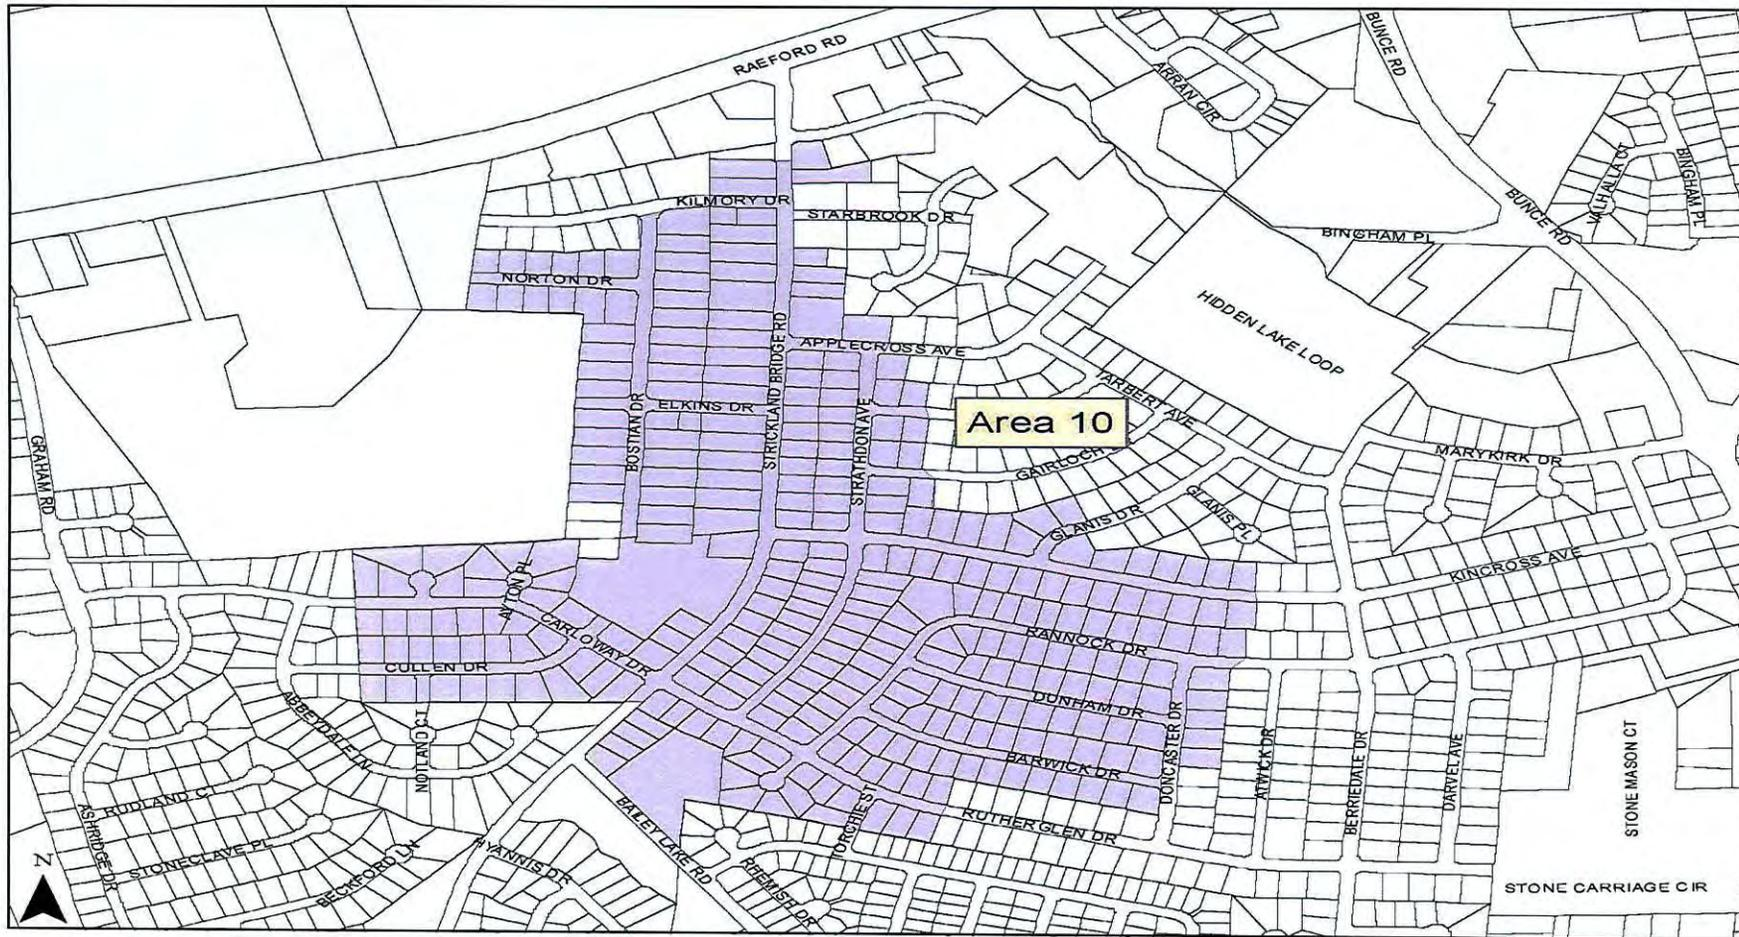 RAEFORD RD
BUNCE RD
ARRAN CIR
VALHALLA CT
BINGHAM PL
KILMORY DR
STARBROOK DR
BUNCE RD
BINGHAM PL
NORTON DR
HIDDEN LAKE LOOP
STRICKLAND BRIDGE RD
APPLECROSS AVE
TARBERT AVE
ELKINS DR
BOSTIAN DR
STRATHDON AVE
Area 10
GRAHAM RD
GAIRLOCH
MARYKIRK DR
GLANIS DR
GLANIS PL
KINCROSS AVE
AYTON PL
CARLOWAY DR
RANNOCK DR
CULLEN DR
DUNHAM DR
ABBEYDALE LN
NOTLAND CT
DONCASTER DR
ATWICK DR
BERRIEDALE DR
DARVEL AVE
STONE MASON CT
BARWICK DR
RUDLAND CT
ASHRIDGE DR
BAILEY LAKE RD
TORCHIE ST
RUTHERGLEN DR
STONECLAVE PL
BECKFORD LN
HYANNIS DR
RHEMISH DR
STONE CARRIAGE CIR
N